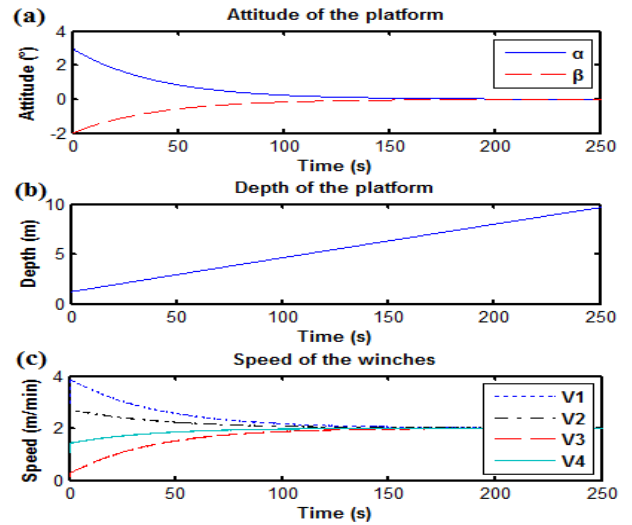 (a) Attitude of the platform
Attitude (º)
4
2
0
-2
α
β
0 50 100 150 200 250
Time (s)
(b) Depth of the platform
Depth (m)
10
5
0
0 50 100 150 200 250
Time (s)
(c) Speed of the winches
Speed (m/min)
4
2
0
V1
V2
V3
V4
0 50 100 150 200 250
Time (s)